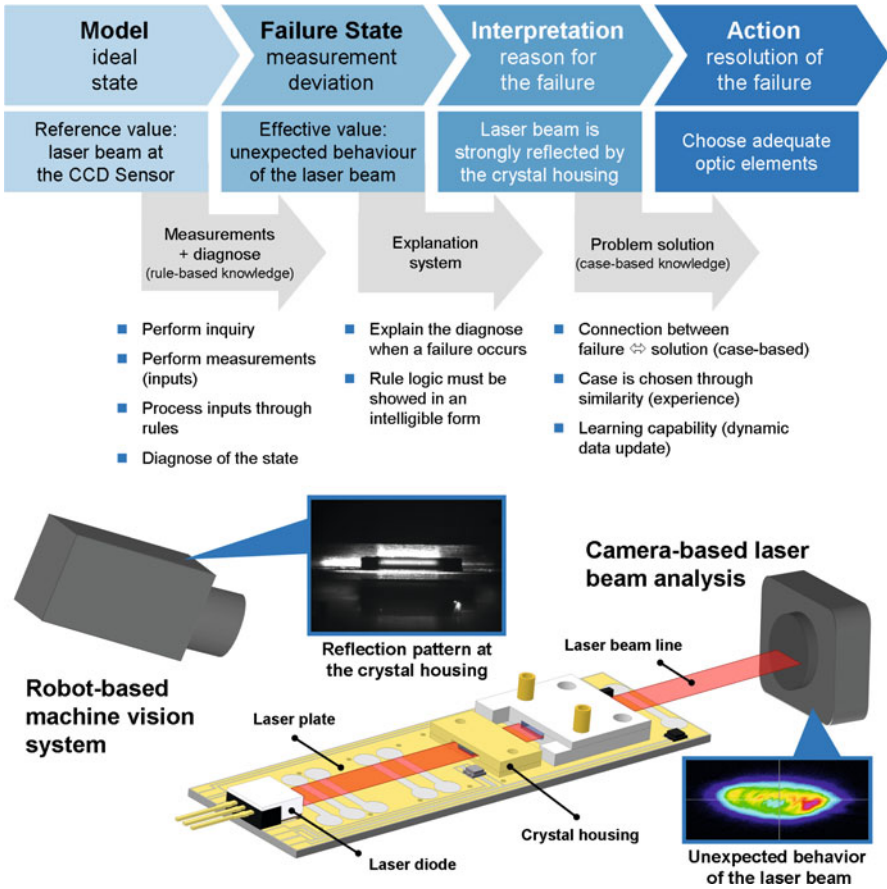 Model
ideal
state
Failure State
measurement
deviation
Interpretation
reason for
the failure
Action
resolution of
the failure
Reference value:
laser beam at
the CCD Sensor
Effective value:
unexpected behaviour
of the laser beam
Laser beam is
strongly reflected by
the crystal housing
Choose adequate
optic elements
Measurements
+ diagnose
(rule-based knowledge)
Explanation
system
Problem solution
(case-based knowledge)
Perform inquiry
Perform measurements
(inputs)
Process inputs through
rules
Diagnose of the state
Explain the diagnose
when a failure occurs
Rule logic must be
showed in an
intelligible form
Connection between
failure ⇔ solution (case-based)
Case is chosen through
similarity (experience)
Learning capability (dynamic
data update)
Reflection pattern at
the crystal housing
Camera-based laser
beam analysis
Laser beam line
Robot-based
machine vision
system
Laser plate
Crystal housing
Laser diode
Unexpected behavior
of the laser beam